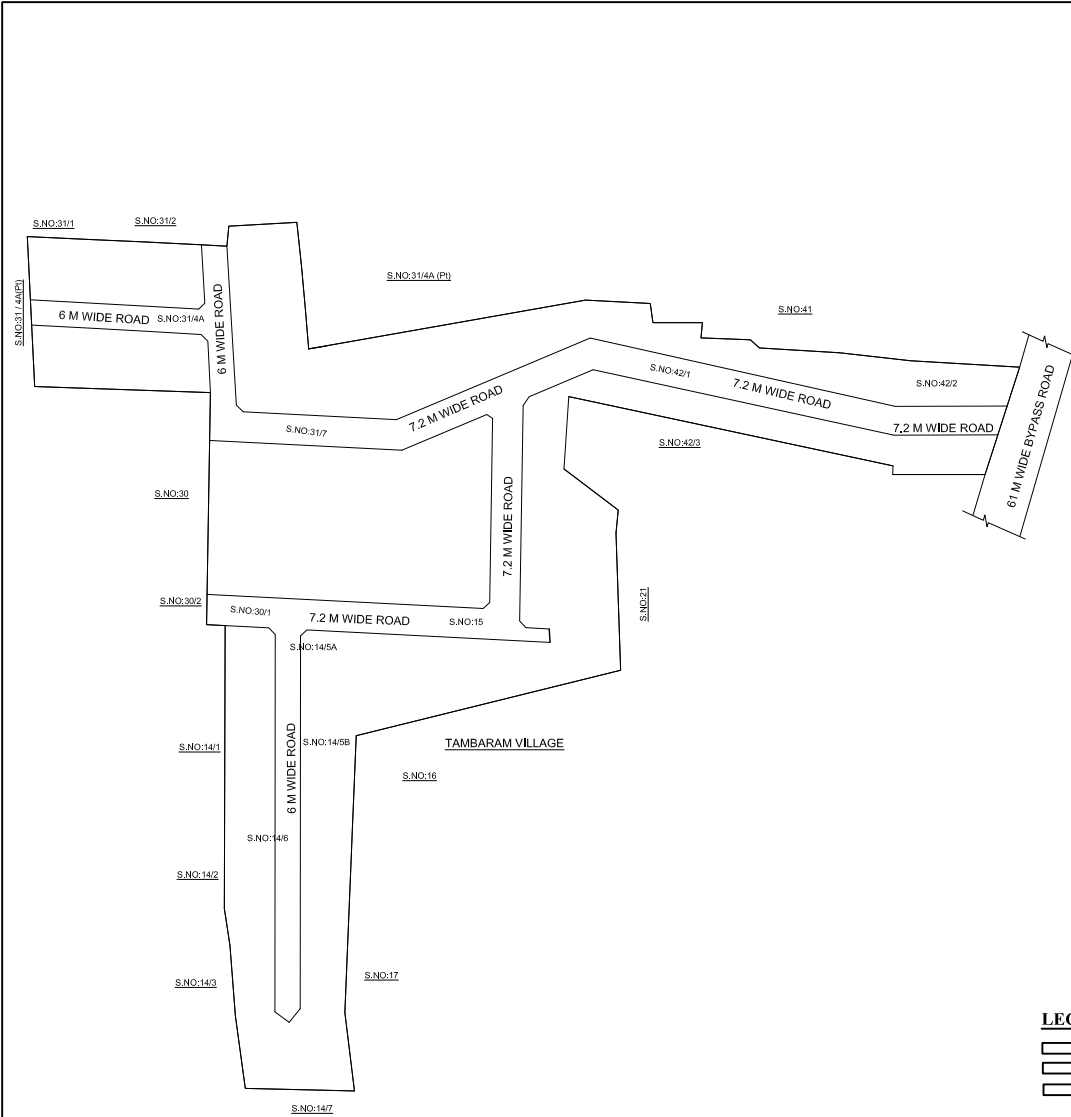 S.NO:31/1
S.NO:31/2
S.NO:31 / 4A(Pt)
6 M WIDE ROAD
S.NO:31/4A
6 M WIDE ROAD
S.NO:31/4A (Pt)
S.NO:41
S.NO:42/1
7.2 M WIDE ROAD
S.NO:42/2
7.2 M WIDE ROAD
61 M WIDE BYPASS ROAD
S.NO:31/7
7.2 M WIDE ROAD
S.NO:42/3
S.NO:30
7.2 M WIDE ROAD
S.NO:30/2
S.NO:30/1
7.2 M WIDE ROAD
S.NO:15
S.NO:21
S.NO:14/5A
S.NO:14/1
6 M WIDE ROAD
S.NO:14/5B
TAMBARAM VILLAGE
S.NO:16
S.NO:14/6
S.NO:14/2
S.NO:14/3
S.NO:17
S.NO:14/7